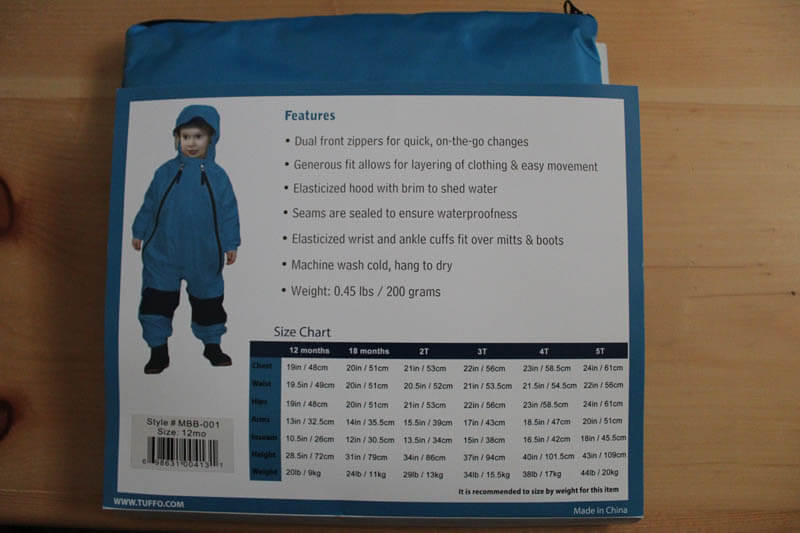 Features
• Dual front zippers for quick, on-the-go changes
• Generous fit allows for layering of clothing & easy movement
• Elasticized hood with brim to shed water
• Seams are sealed to ensure waterproofness
• Elasticized wrist and ankle cuffs fit over mitts & boots
• Machine wash cold, hang to dry
• Weight: 0.45 lbs / 200 grams
Size Chart
12 months 18 months 2T 3T 4T 5T
Chest 19in / 48cm 20in / 51cm 21in / 53cm 22in / 56cm 23in / 58.5cm 24in / 61cm
Waist 19.5in / 49cm 20in / 51cm 20.5in / 52cm 21in / 53.5cm 21.5in / 54.5cm 22in / 56cm
Hips 19in / 48cm 20in / 51cm 21in / 53cm 22in / 56cm 23in /58.5cm 24in / 61cm
Arms 13in / 32.5cm 14in / 35.5cm 15.5in / 39cm 17in / 43cm 18.5in / 47cm 20in / 51cm
Inseam 10.5in / 26cm 12in / 30.5cm 13.5in / 34cm 15in / 38cm 16.5in / 42cm 18in / 45.5cm
Height 28.5in / 72cm 31in / 79cm 34in / 86cm 37in / 94cm 40in / 101.5cm 43in / 109cm
Weight 20lb / 9kg 24lb / 11kg 29lb / 13kg 34lb / 15.5kg 38lb / 17kg 44lb / 20kg
It is recommended to size by weight for this item
Style # MBB-001
Size: 12mo
6 98631 00413 1
WWW.TUFFO.COM
Made in China